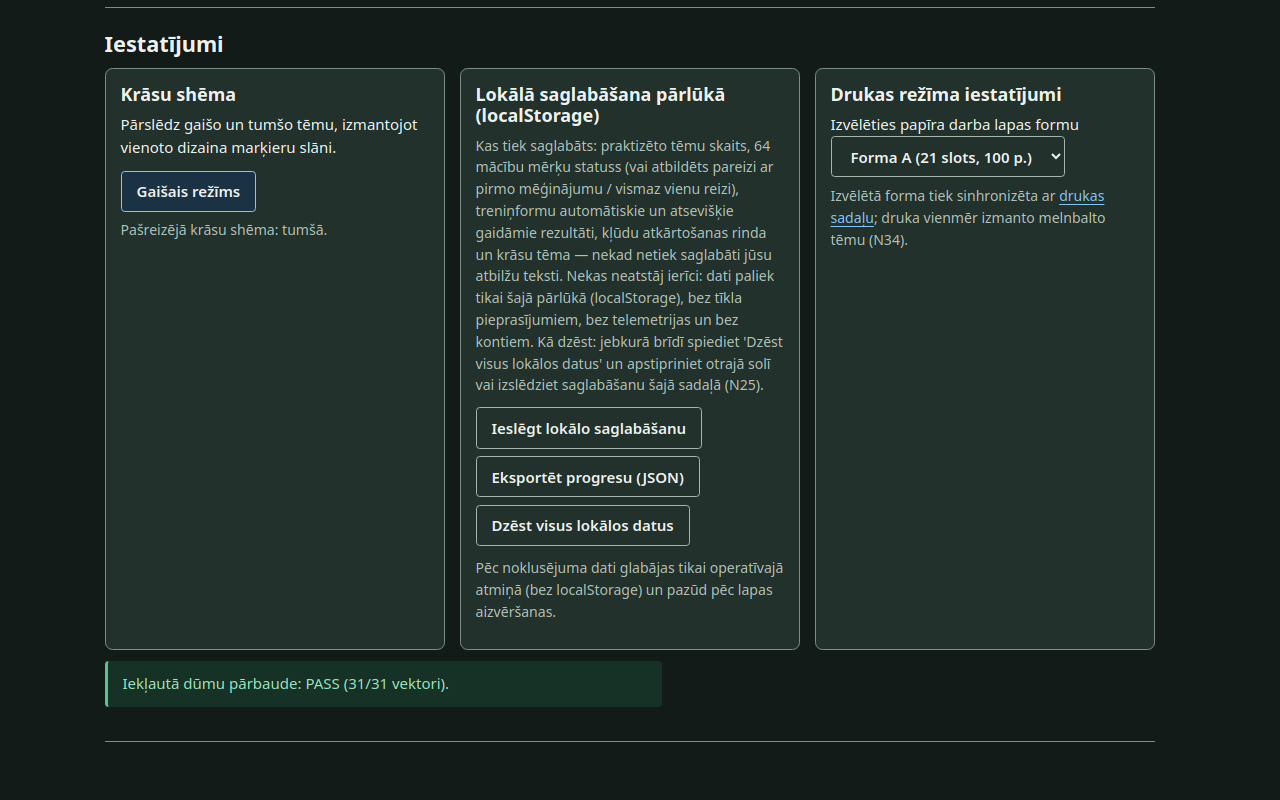 Iestatījumi
Krāsu shēma
Pārslēdz gaišo un tumšo tēmu, izmantojot
vienoto dizaina marķieru slāni.
Gaišais režīms
Pašreizējā krāsu shēma: tumšā.
Lokālā saglabāšana pārlūkā
(localStorage)
Kas tiek saglabāts: praktizēto tēmu skaits, 64
mācību mērķu statuss (vai atbildēts pareizi ar
pirmo mēģinājumu / vismaz vienu reizi),
treniņformu automātiskie un atsevišķie
gaidāmie rezultāti, kļūdu atkārtošanas rinda
un krāsu tēma — nekad netiek saglabāti jūsu
atbilžu teksti. Nekas neatstāj ierīci: dati paliek
tikai šajā pārlūkā (localStorage), bez tīkla
pieprasījumiem, bez telemetrijas un bez
kontiem. Kā dzēst: jebkurā brīdī spiediet 'Dzēst
visus lokālos datus' un apstipriniet otrajā solī
vai izslēdziet saglabāšanu šajā sadaļā (N25).
Ieslēgt lokālo saglabāšanu
Eksportēt progresu (JSON)
Dzēst visus lokālos datus
Pēc noklusējuma dati glabājas tikai operatīvajā
atmiņā (bez localStorage) un pazūd pēc lapas
aizvēršanas.
Drukas režīma iestatījumi
Izvēlēties papīra darba lapas formu
Forma A (21 slots, 100 p.)
Izvēlētā forma tiek sinhronizēta ar drukas
sadaļu; druka vienmēr izmanto melnbalto
tēmu (N34).
Iekļautā dūmu pārbaude: PASS (31/31 vektori).